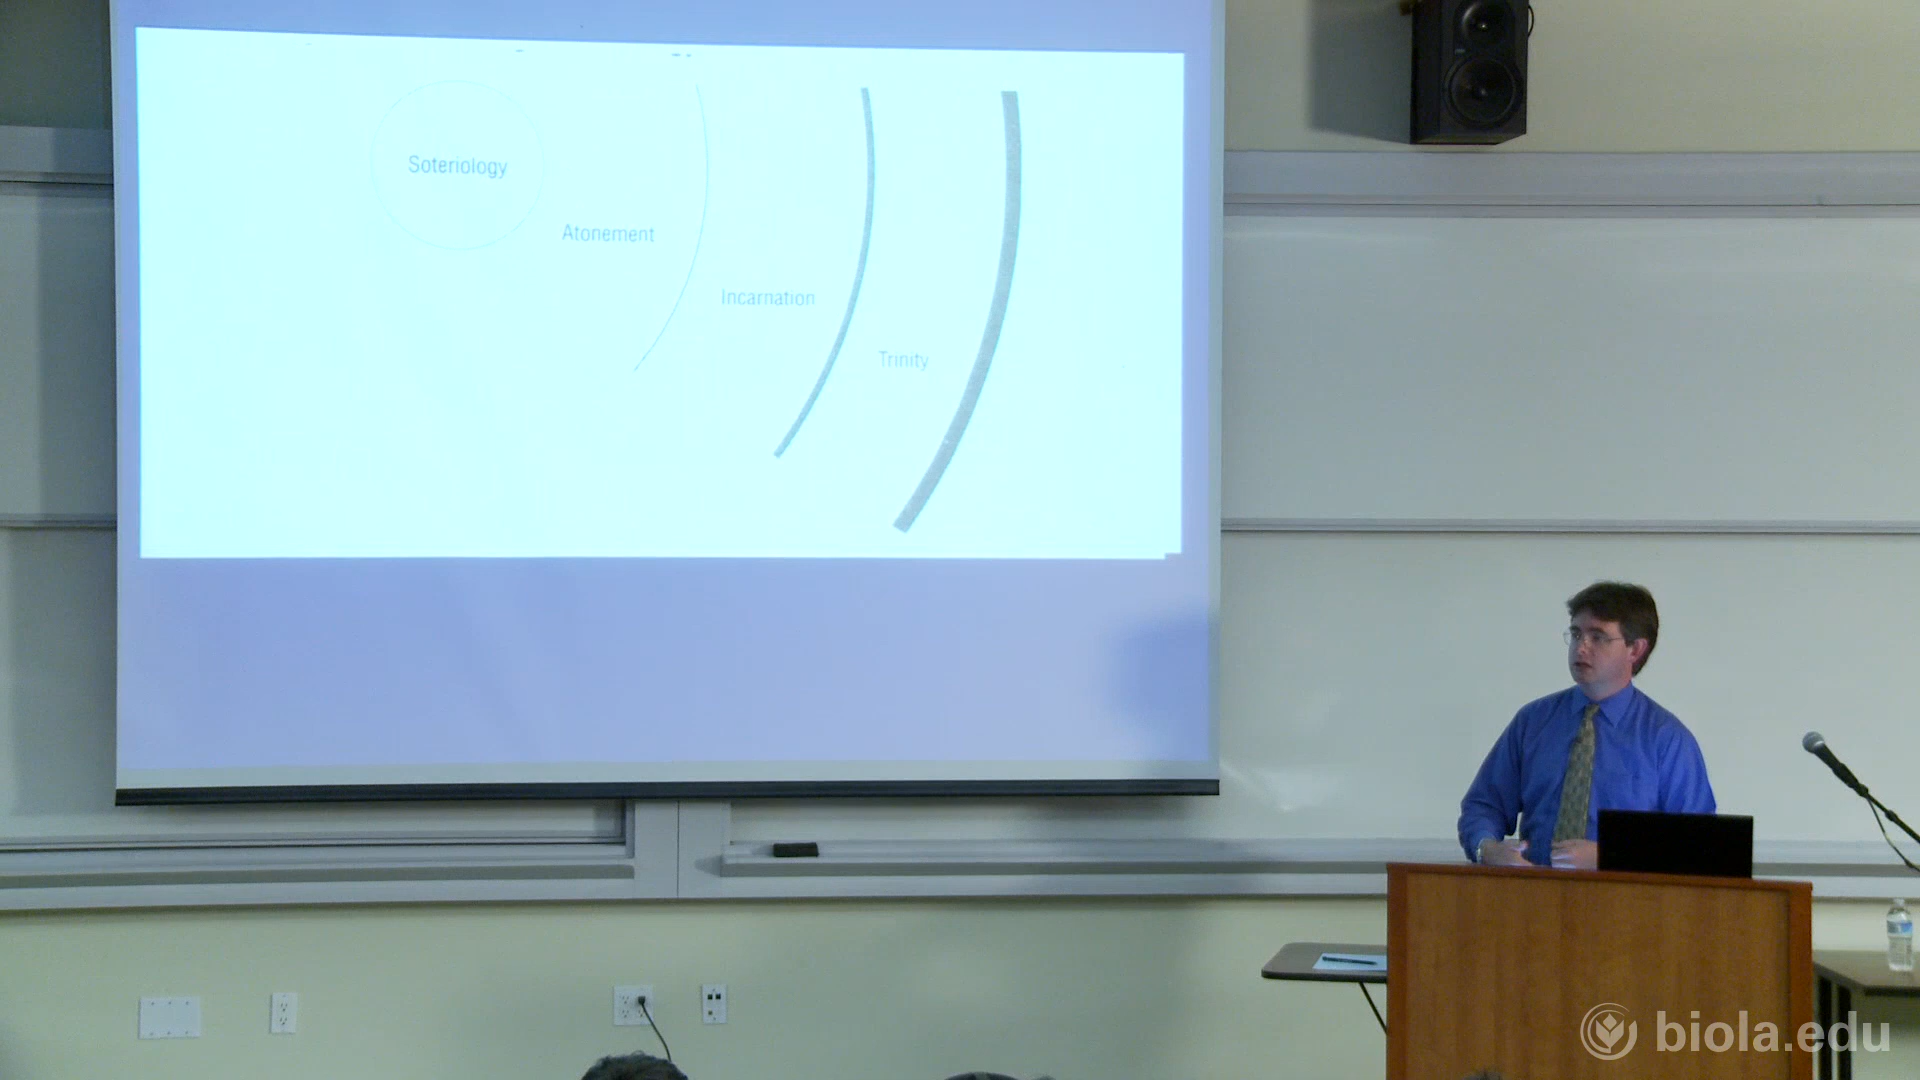 Soteriology
Atonement
Incarnation
Trinity
biola.edu